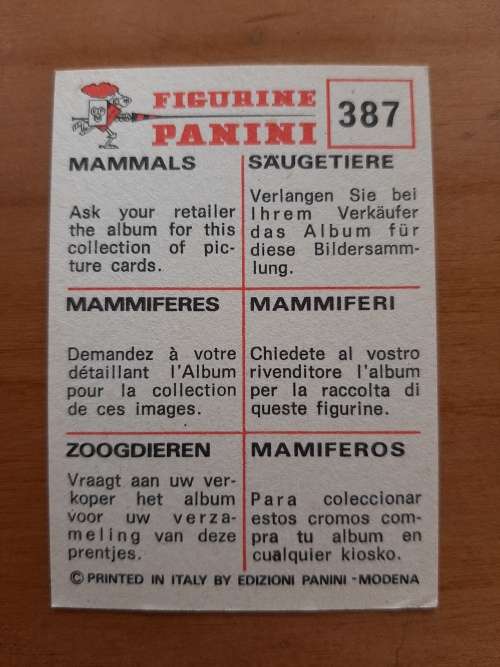 FIGURINE
PANINI
387
MAMMALS
Ask your retailer
the album for this
collection of pic-
ture cards.
SÄUGETIERE
Verlangen Sie bei
Ihrem Verkäufer
das Album für
diese Bildersamm-
lung.
MAMMIFERES
Demandez à votre
détaillant l'Album
pour la collection
de ces images.
MAMMIFERI
Chiedete al vostro
rivenditore l'album
per la raccolta di
queste figurine.
ZOOGDIEREN
Vraagt aan uw ver-
koper het album
voor uw verza-
meling van deze
prentjes.
MAMIFEROS
Para coleccionar
estos cromos com-
pra tu album en
cualquier kiosko.
© PRINTED IN ITALY BY EDIZIONI PANINI - MODENA